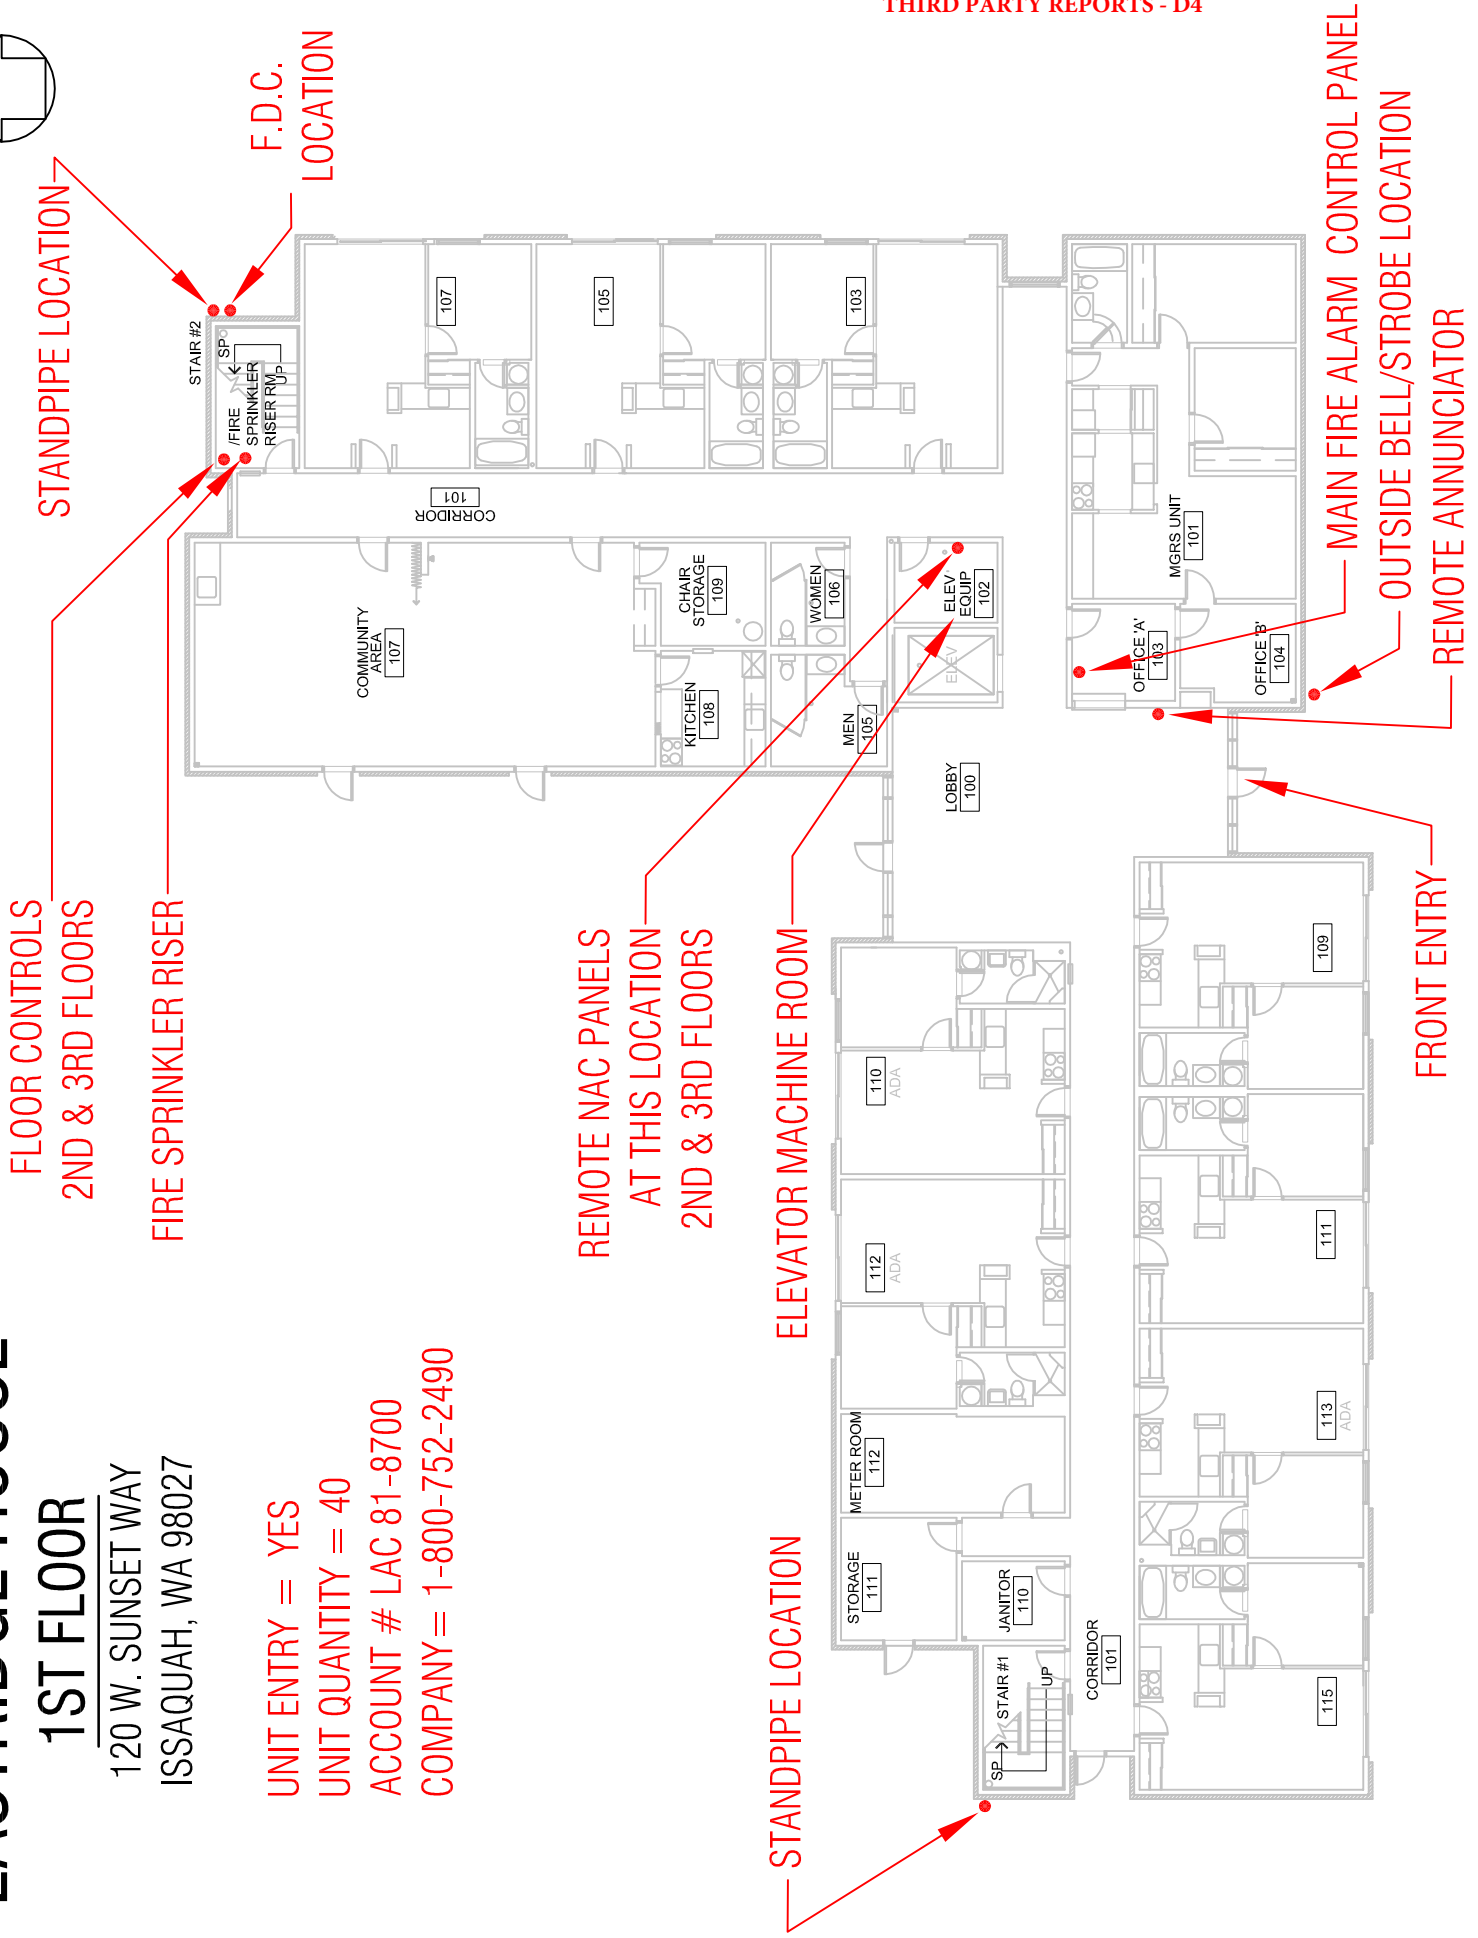 THIRD PARTY REPORTS - D4
1ST FLOOR
120 W. SUNSET WAY
ISSAQUAH, WA 98027
UNIT ENTRY = YES
UNIT QUANTITY = 40
ACCOUNT # LAC 81-8700
COMPANY = 1-800-752-2490
FLOOR CONTROLS
2ND & 3RD FLOORS
FIRE SPRINKLER RISER
STANDPIPE LOCATION
F.D.C.
LOCATION
REMOTE NAC PANELS
AT THIS LOCATION
2ND & 3RD FLOORS
ELEVATOR MACHINE ROOM
STANDPIPE LOCATION
MAIN FIRE ALARM CONTROL PANEL
OUTSIDE BELL/STROBE LOCATION
REMOTE ANNUNCIATOR
FRONT ENTRY
STAIR #2
SP
UP
/FIRE
SPRINKLER
RISER RM
107
105
103
CORRIDOR
101
COMMUNITY
AREA
107
CHAIR
STORAGE
109
KITCHEN
108
WOMEN
106
MEN
105
ELEV
EQUIP
102
ELEV
LOBBY
100
MGRS UNIT
101
OFFICE 'A'
103
OFFICE 'B'
104
110
ADA
112
ADA
METER ROOM
112
STORAGE
111
JANITOR
110
STAIR #1
SP
UP
CORRIDOR
101
109
111
113
ADA
115